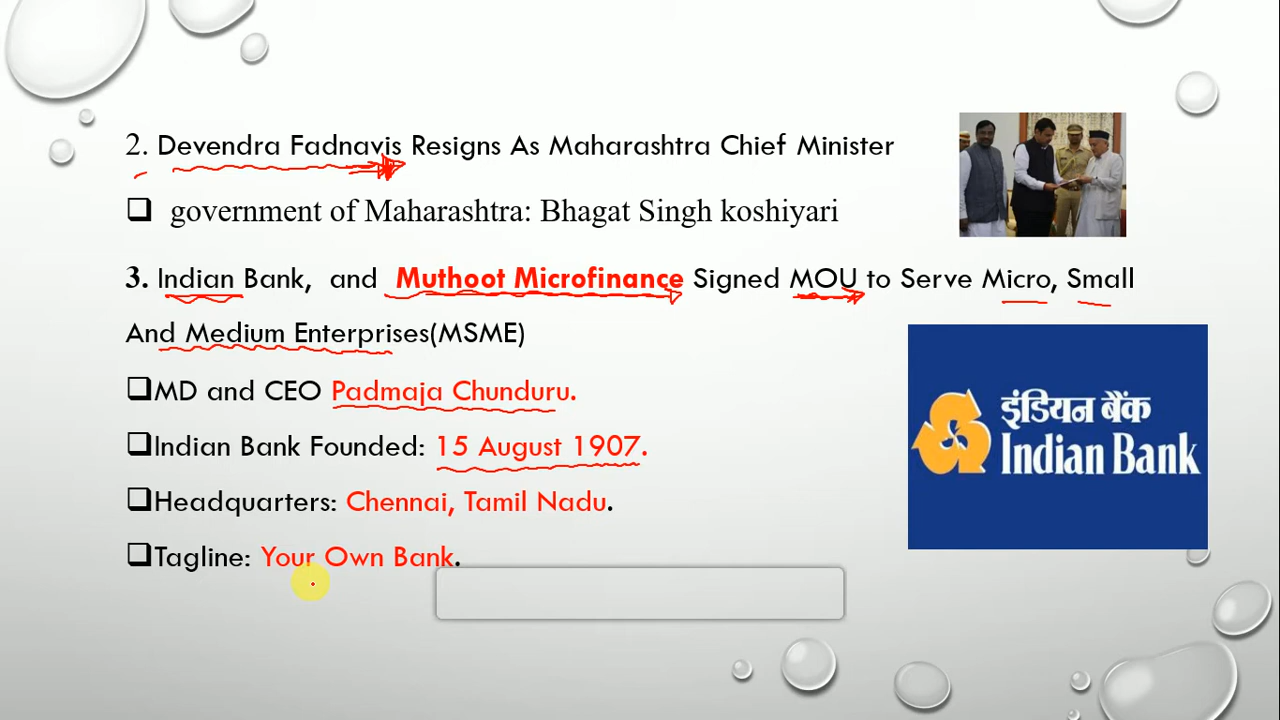 2. Devendra Fadnavis Resigns As Maharashtra Chief Minister
government of Maharashtra: Bhagat Singh koshiyari
3. Indian Bank, and Muthoot Microfinance Signed MOU to Serve Micro, Small
And Medium Enterprises(MSME)
MD and CEO Padmaja Chunduru.
Indian Bank Founded: 15 August 1907.
Headquarters: Chennai, Tamil Nadu.
Tagline: Your Own Bank.
इंडियन बैंक
Indian Bank